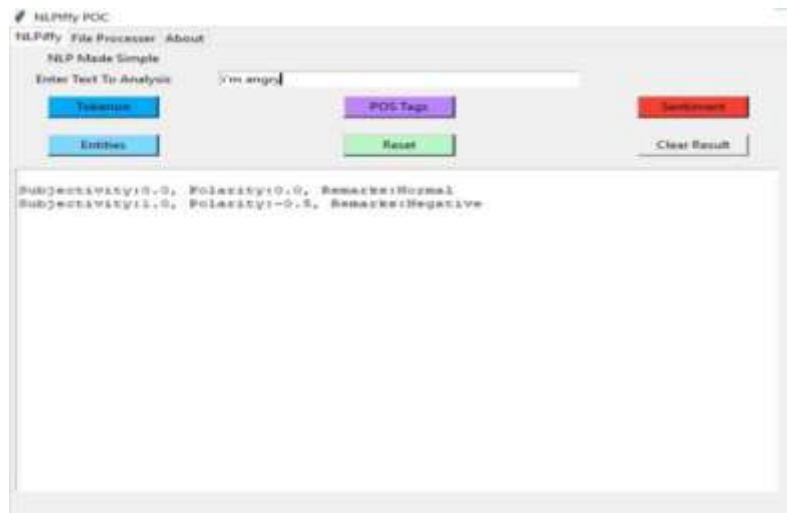 NLPiffy POC
NLPiffy File Processer About
NLP Made Simple
Enter Text To Analysis i'm angry
Tokenize POS Tags Sentiment
Entities Reset Clear Result
Subjectivity:0.0, Polarity:0.0, Remarks:Normal
Subjectivity:1.0, Polarity:-0.5, Remarks:Negative